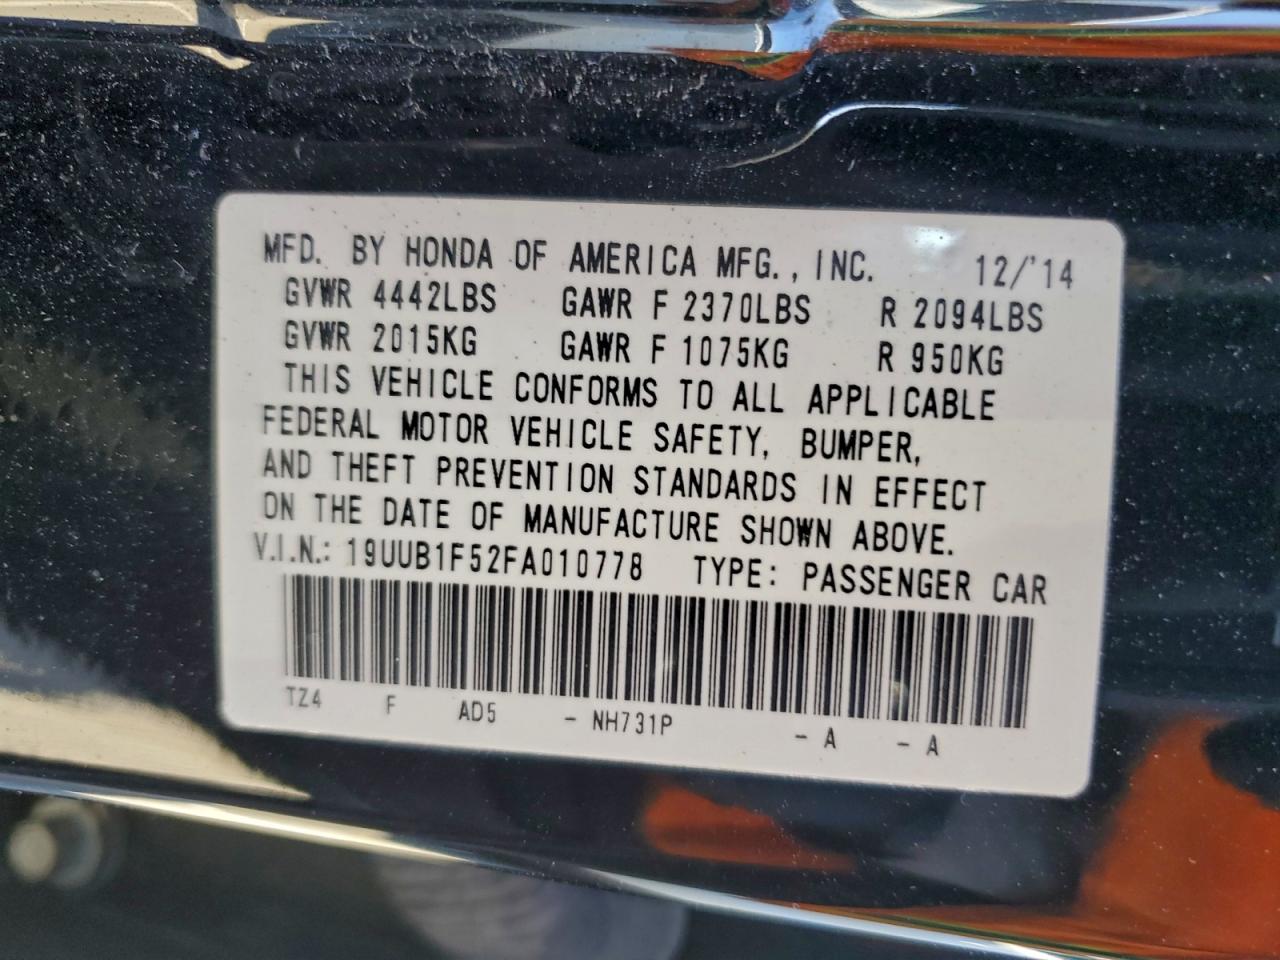 MFD. BY HONDA OF AMERICA MFG., INC. 12/'14
GVWR 4442LBS GAWR F 2370LBS R 2094LBS
GVWR 2015KG GAWR F 1075KG R 950KG
THIS VEHICLE CONFORMS TO ALL APPLICABLE
FEDERAL MOTOR VEHICLE SAFETY, BUMPER,
AND THEFT PREVENTION STANDARDS IN EFFECT
ON THE DATE OF MANUFACTURE SHOWN ABOVE.
V.I.N.: 19UUB1F52FA010778 TYPE: PASSENGER CAR
TZ4 F AD5 - NH731P - A - A